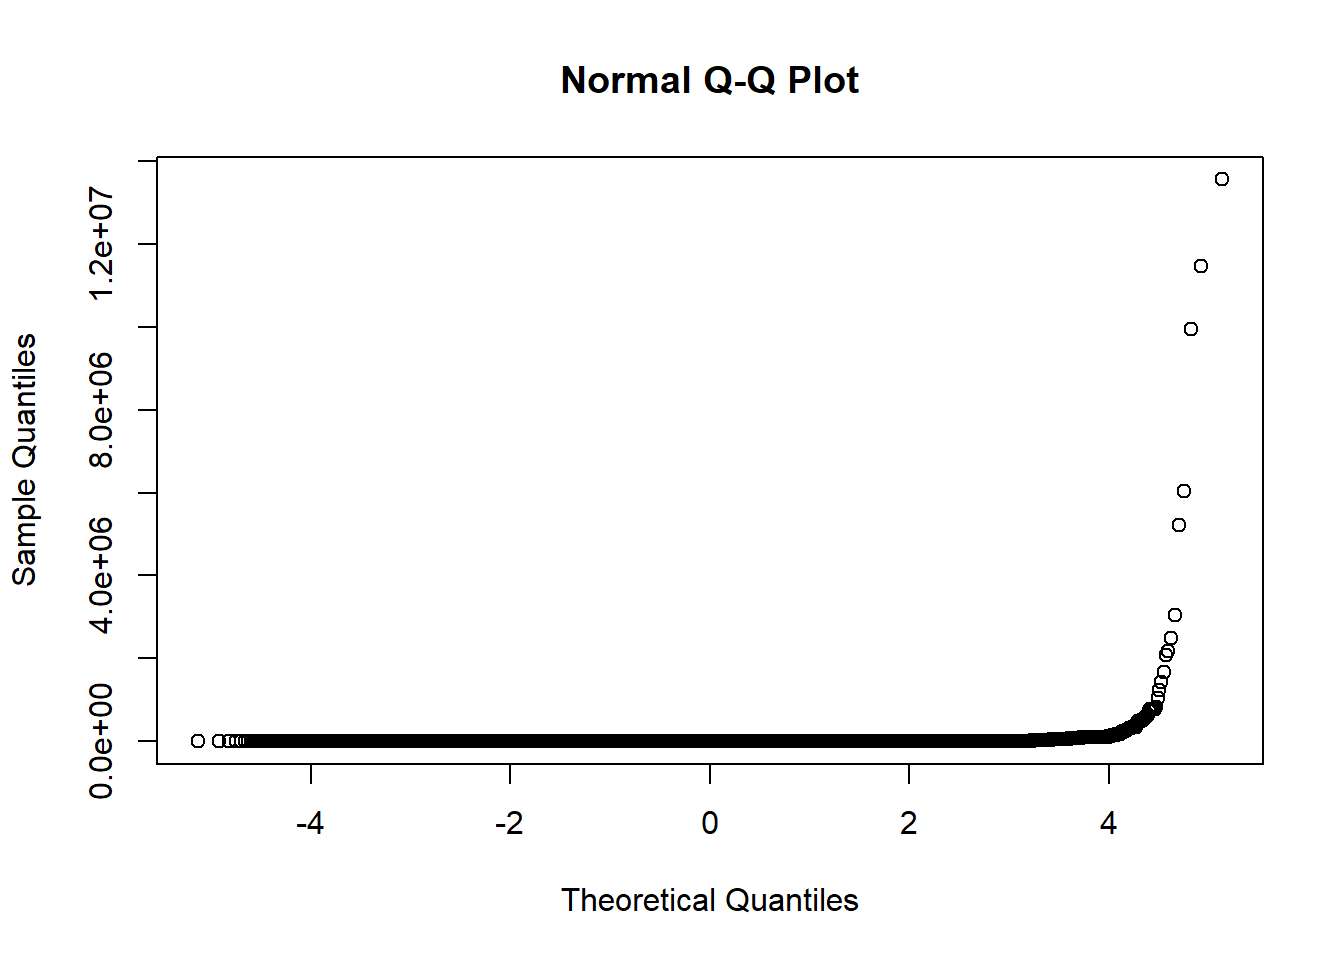 Normal Q-Q Plot
Sample Quantiles
1.2e+07
8.0e+06
4.0e+06
0.0e+00
-4 -2 0 2 4
Theoretical Quantiles